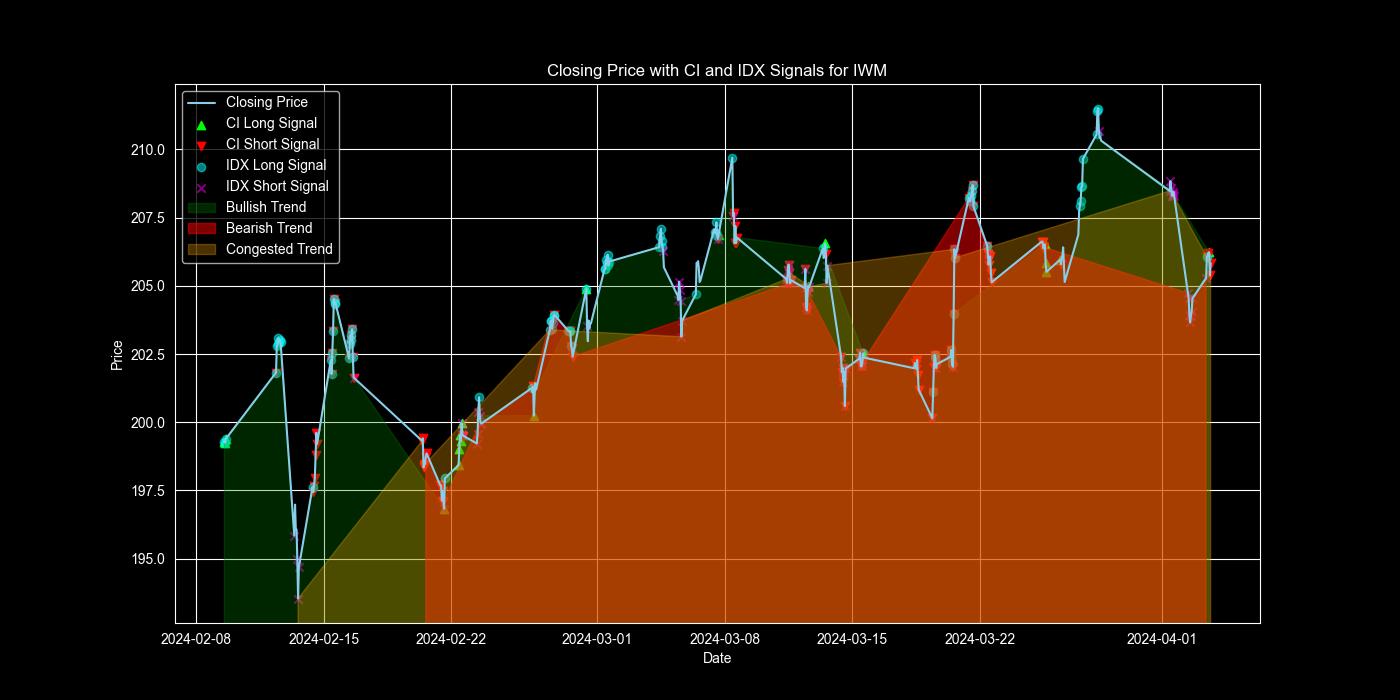 Closing Price with CI and IDX Signals for IWM
Closing Price
CI Long Signal
CI Short Signal
IDX Long Signal
IDX Short Signal
Bullish Trend
Bearish Trend
Congested Trend
Price
210.0
207.5
205.0
202.5
200.0
197.5
195.0
2024-02-08 2024-02-15 2024-02-22 2024-03-01 2024-03-08 2024-03-15 2024-03-22 2024-04-01
Date